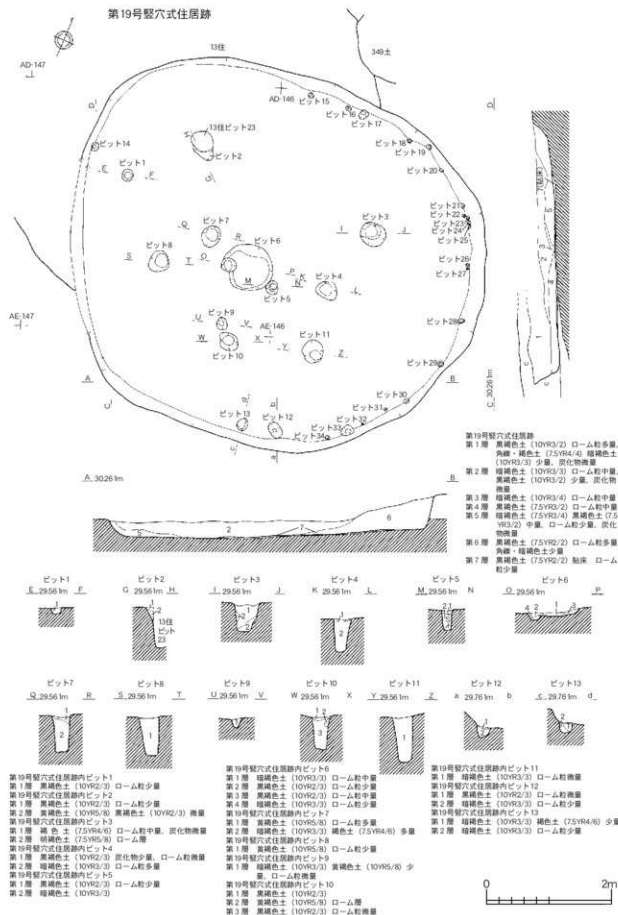 第19号竪穴式住居跡
13住
349土
AD-147
AD-146
D
D
ピット15
ピット16
ピット17
ピット14
13住ピット23
H
ピット2
G
ピット18
ピット19
E
ピット1
F
ピット20
ピット21
ピット22
ピット23
ピット24
ピット25
Q
ピット7
R
I
ピット3
J
ピット8
ピット6
S
T
O
P
M
N
K
ピット4
L
ピット5
ピット26
ピット27
AE-147
U
ピット9
V
AE-146
W
X
ピット10
Y
ピット11
Z
ピット28
ピット29
A
B
C
C 30.26 1m
ピット30
ピット31
ピット13
ピット12
ピット32
ピット33
ピット34
A 30.26 1m
B
2
6
7
第19号竪穴式住居跡
第1層 黒褐色土 (10YR3/2) ローム粒多量、
角礫・褐色土 (7.5YR4/4) 暗褐色土
(10YR3/3) 少量、炭化物微量
第2層 暗褐色土 (10YR3/3) ローム粒中量、
黒褐色土 (10YR3/2) 少量、炭化物
微量
第3層 暗褐色土 (10YR3/4) ローム粒中量
第4層 黒褐色土 (7.5YR3/2) ローム粒中量
第5層 暗褐色土 (7.5YR3/4) 黒褐色土 (7.5
YR3/2) 中量、ローム粒少量、炭化
物微量
第6層 黒褐色土 (7.5YR2/2) ローム粒多量、
角礫・暗褐色土少量
第7層 黒褐色土 (7.5YR2/2) 貼床 ローム
粒少量
ピット1
E 29.56 1m F
ピット2
G 29.56 1m H
13住
ピット
23
ピット3
I 29.56 1m J
ピット4
K 29.56 1m L
ピット5
M 29.56 1m N
ピット6
O 29.56 1m P
ピット7
Q 29.56 1m R
ピット8
S 29.56 1m T
ピット9
U 29.56 1m V
ピット10
W 29.56 1m X
ピット11
Y 29.56 1m Z
ピット12
a 29.76 1m b
ピット13
c 29.76 1m d
第19号竪穴式住居跡内ピット1
第1層 黒褐色土 (10YR2/3) ローム粒少量
第19号竪穴式住居跡内ピット2
第1層 黒褐色土 (10YR2/3) ローム粒少量
第2層 黄褐色土 (10YR5/8) 黒褐色土 (10YR2/3) 微量
第19号竪穴式住居跡内ピット3
第1層 褐色土 (7.5YR4/6) ローム粒中量、炭化物微量
第2層 明褐色土 (7.5YR5/8) ローム層
第19号竪穴式住居跡内ピット4
第1層 黒褐色土 (10YR2/3) 炭化物少量、ローム粒微量
第2層 暗褐色土 (10YR3/3) ローム粒多量
第19号竪穴式住居跡内ピット5
第1層 黒褐色土 (10YR2/3) ローム粒少量
第2層 暗褐色土 (10YR3/3)
第19号竪穴式住居跡内ピット6
第1層 暗褐色土 (10YR3/3) ローム粒中量
第2層 暗褐色土 (10YR3/3) ローム粒少量
第3層 黒褐色土 (10YR2/3) ローム粒中量
第4層 黒褐色土 (10YR2/3) ローム粒少量
第19号竪穴式住居跡内ピット7
第1層 黄褐色土 (10YR5/8) ローム粒多量
第2層 暗褐色土 (10YR3/3) 褐色土 (7.5YR4/6) 多量
第19号竪穴式住居跡内ピット8
第1層 黄褐色土 (10YR5/8) ローム粒少量
第19号竪穴式住居跡内ピット9
第1層 暗褐色土 (10YR3/3) 黄褐色土 (10YR5/8) 少
量、ローム粒微量
第19号竪穴式住居跡内ピット10
第1層 黒褐色土 (10YR2/3)
第2層 黄褐色土 (10YR5/8) ローム層
第3層 黒褐色土 (10YR2/3) ローム粒微量
第19号竪穴式住居跡内ピット11
第1層 暗褐色土 (10YR3/3) ローム粒微量
第19号竪穴式住居跡内ピット12
第1層 黒褐色土 (10YR2/3) ローム粒微量
第2層 暗褐色土 (10YR3/3) ローム粒少量
第19号竪穴式住居跡内ピット13
第1層 暗褐色土 (10YR3/3) 褐色土 (7.5YR4/6) 少量
第2層 暗褐色土 (10YR3/3) ローム粒少量
0
2m